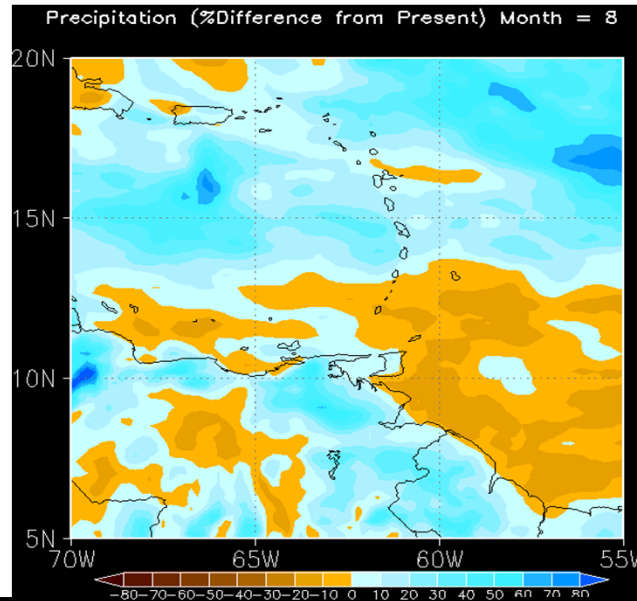 Precipitation (%Difference from Present) Month = 8
20N
15N
10N
5N
70W 65W 60W 55W
-80-70-60-50-40-30-20-10 0 10 20 30 40 50 60 70 80